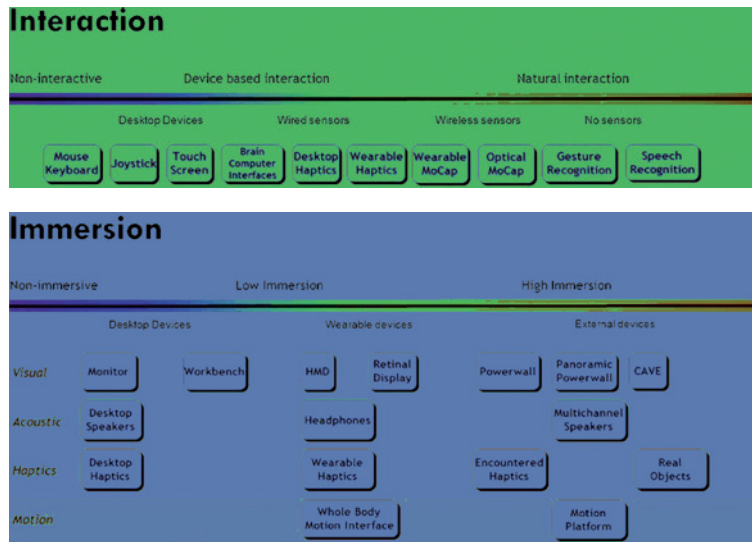 Interaction
Non-interactive Device based interaction Natural interaction
Desktop Devices Wired sensors Wireless sensors No sensors
Mouse Keyboard
Joystick
Touch Screen
Brain Computer Interfaces
Desktop Haptics
Wearable Haptics
Wearable MoCap
Optical MoCap
Gesture Recognition
Speech Recognition
Immersion
Non-immersive Low Immersion High Immersion
Desktop Devices Wearable devices External devices
Visual Monitor Workbench HMD Retinal Display Powerwall Panoramic Powerwall CAVE
Acoustic Desktop Speakers Headphones Multichannel Speakers
Haptics Desktop Haptics Wearable Haptics Encountered Haptics Real Objects
Motion Whole Body Motion Interface Motion Platform